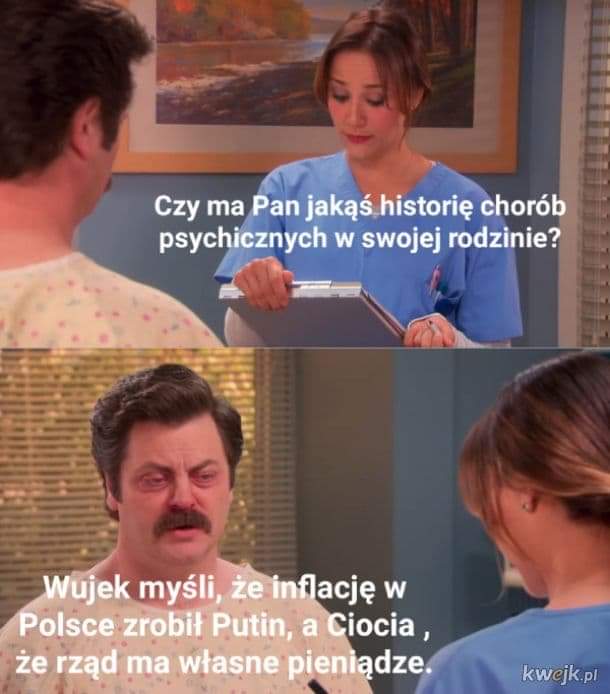 Czy ma Pan jakąś historię chorób
psychicznych w swojej rodzinie?
Wujek myśli, że inflację w
Polsce zrobił Putin, a Ciocia ,
że rząd ma własne pieniądze.
kwejk.pl